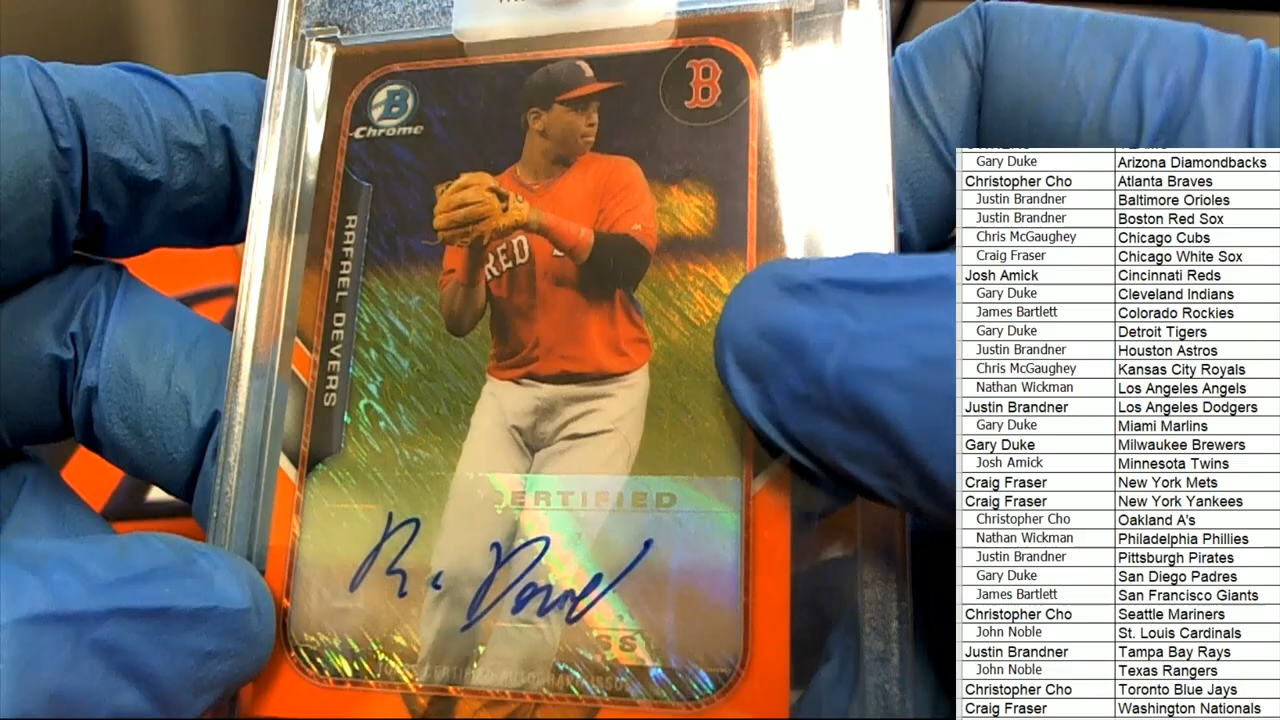 B
Chrome
B
RAFAEL DEVERS
RED
CERTIFIED
R. Devers
SS
Gary Duke Arizona Diamondbacks
Christopher Cho Atlanta Braves
Justin Brandner Baltimore Orioles
Justin Brandner Boston Red Sox
Chris McGaughey Chicago Cubs
Craig Fraser Chicago White Sox
Josh Amick Cincinnati Reds
Gary Duke Cleveland Indians
James Bartlett Colorado Rockies
Gary Duke Detroit Tigers
Justin Brandner Houston Astros
Chris McGaughey Kansas City Royals
Nathan Wickman Los Angeles Angels
Justin Brandner Los Angeles Dodgers
Gary Duke Miami Marlins
Gary Duke Milwaukee Brewers
Josh Amick Minnesota Twins
Craig Fraser New York Mets
Craig Fraser New York Yankees
Christopher Cho Oakland A's
Nathan Wickman Philadelphia Phillies
Justin Brandner Pittsburgh Pirates
Gary Duke San Diego Padres
James Bartlett San Francisco Giants
Christopher Cho Seattle Mariners
John Noble St. Louis Cardinals
Justin Brandner Tampa Bay Rays
John Noble Texas Rangers
Christopher Cho Toronto Blue Jays
Craig Fraser Washington Nationals